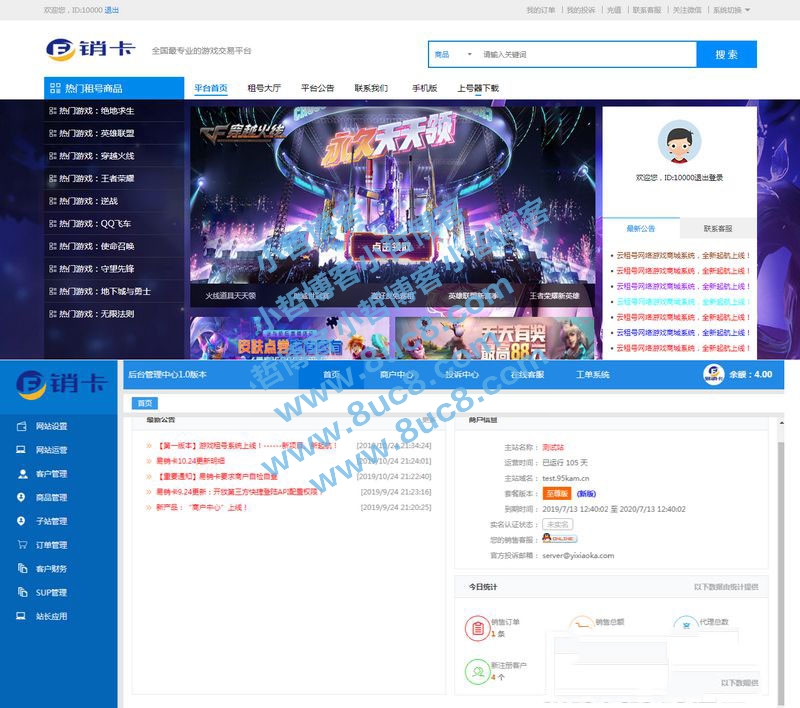 欢迎您，ID:10000 退出
我的订单 我的投诉 充值 联系客服 关注微信 系统切换
销卡
全国最专业的游戏交易平台
商品 请输入关键词 搜 索
热门租号商品
平台首页 租号大厅 平台公告 联系我们 手机版 上号器下载
热门游戏：绝地求生
热门游戏：英雄联盟
热门游戏：穿越火线
热门游戏：王者荣耀
热门游戏：逆战
热门游戏：QQ飞车
热门游戏：使命召唤
热门游戏：守望先锋
热门游戏：地下城与勇士
热门游戏：无限法则
穿越火线
永久天天领
点击领取
火线道具天天领
英雄联盟新赛季
王者荣耀新英雄
天天有奖
最高88元
欢迎您，ID:10000退出登录
最新公告 联系客服
云租号网络游戏商城系统，全新起航上线！
云租号网络游戏商城系统，全新起航上线！
云租号网络游戏商城系统，全新起航上线！
云租号网络游戏商城系统，全新起航上线！
云租号网络游戏商城系统，全新起航上线！
云租号网络游戏商城系统，全新起航上线！
云租号网络游戏商城系统，全新起航上线！
小智博客
www.8uc8.com
www.8uc8.com
销卡
后台管理中心1.0版本 首页 商户中心 投诉中心 在线客服 工单系统 易销卡 余额：4.00
首页
网站设置
网站运营
客户管理
商品管理
子站管理
订单管理
客户财务
SUP管理
站长应用
最新公告
【第一版本】游戏租号系统上线！------新项目，新起航！ [2019/10/24 21:34:24]
易销卡10.24更新明细 [2019/10/24 21:24:01]
【重要通知】易销卡要求商户自检自查 [2019/10/24 22:21:40]
易销卡9.24更新：开放第三方快捷登陆API配置权限 [2019/9/24 23:23:16]
新产品：“商户中心”上线！ [2019/9/24 21:20:25]
商户信息
主站名称： 测试站
运营时间： 已运行 105 天
主站域名： test.95kam.cn
套餐版本： 至尊版 (新版)
到期时间： 2019/7/13 12:40:02 至 2020/7/13 12:40:02
实名认证状态： 未实名
您的销售客服： ONLINE
官方投诉邮箱： server@yixiaoka.com
今日统计 以下数据由统计提供
销售订单
1 条
销售总额
代理总数
新注册客户
4 个
以下数据提供